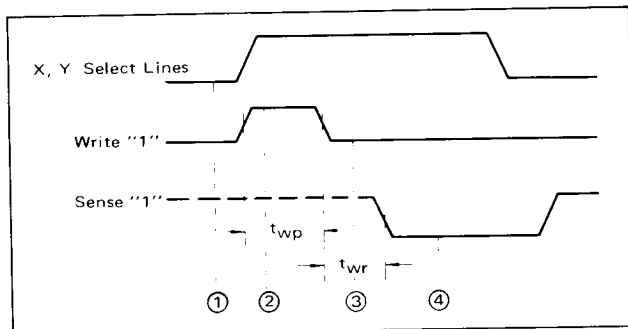 X, Y Select Lines
Write "1"
Sense "1"
twp
twr
① ② ③ ④